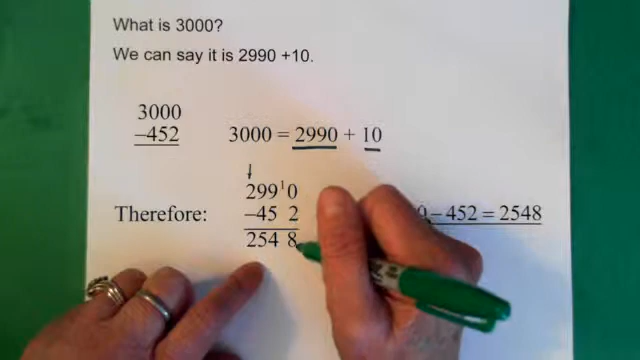 What is 3000?
We can say it is 2990 +10.
3000
–452
3000 = 2990 + 10
299¹0
Therefore: –45 2
254 8
0 – 452 = 2548